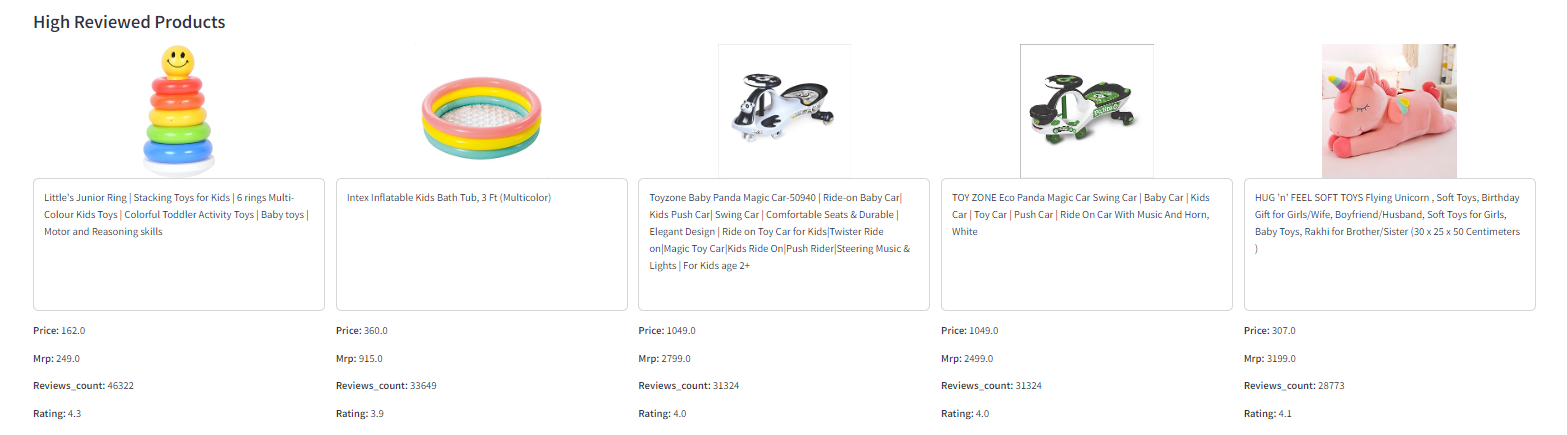 High Reviewed Products
Little's Junior Ring | Stacking Toys for Kids | 6 rings Multi-
Colour Kids Toys | Colorful Toddler Activity Toys | Baby toys |
Motor and Reasoning skills
Price: 162.0
Mrp: 249.0
Reviews_count: 46322
Rating: 4.3
Intex Inflatable Kids Bath Tub, 3 Ft (Multicolor)
Price: 360.0
Mrp: 915.0
Reviews_count: 33649
Rating: 3.9
Toyzone Baby Panda Magic Car-50940 | Ride-on Baby Car|
Kids Push Car| Swing Car | Comfortable Seats & Durable |
Elegant Design | Ride on Toy Car for Kids|Twister Ride
on|Magic Toy Car|Kids Ride On|Push Rider|Steering Music &
Lights | For Kids age 2+
Price: 1049.0
Mrp: 2799.0
Reviews_count: 31324
Rating: 4.0
TOY ZONE Eco Panda Magic Car Swing Car | Baby Car | Kids
Car | Toy Car | Push Car | Ride On Car With Music And Horn,
White
Price: 1049.0
Mrp: 2499.0
Reviews_count: 31324
Rating: 4.0
HUG 'n' FEEL SOFT TOYS Flying Unicorn , Soft Toys, Birthday
Gift for Girls/Wife, Boyfriend/Husband, Soft Toys for Girls,
Baby Toys, Rakhi for Brother/Sister (30 x 25 x 50 Centimeters
)
Price: 307.0
Mrp: 3199.0
Reviews_count: 28773
Rating: 4.1